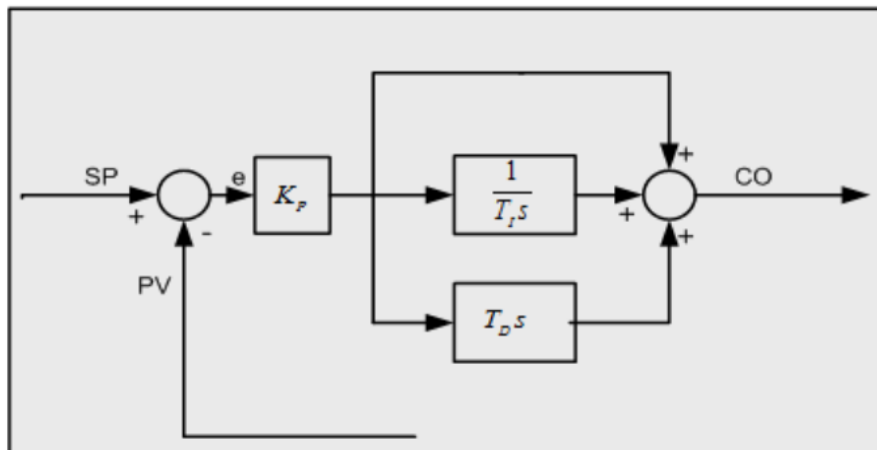 +
SP
e
K_P
1
T_I s
+
CO
+
+
-
PV
T_D s
+